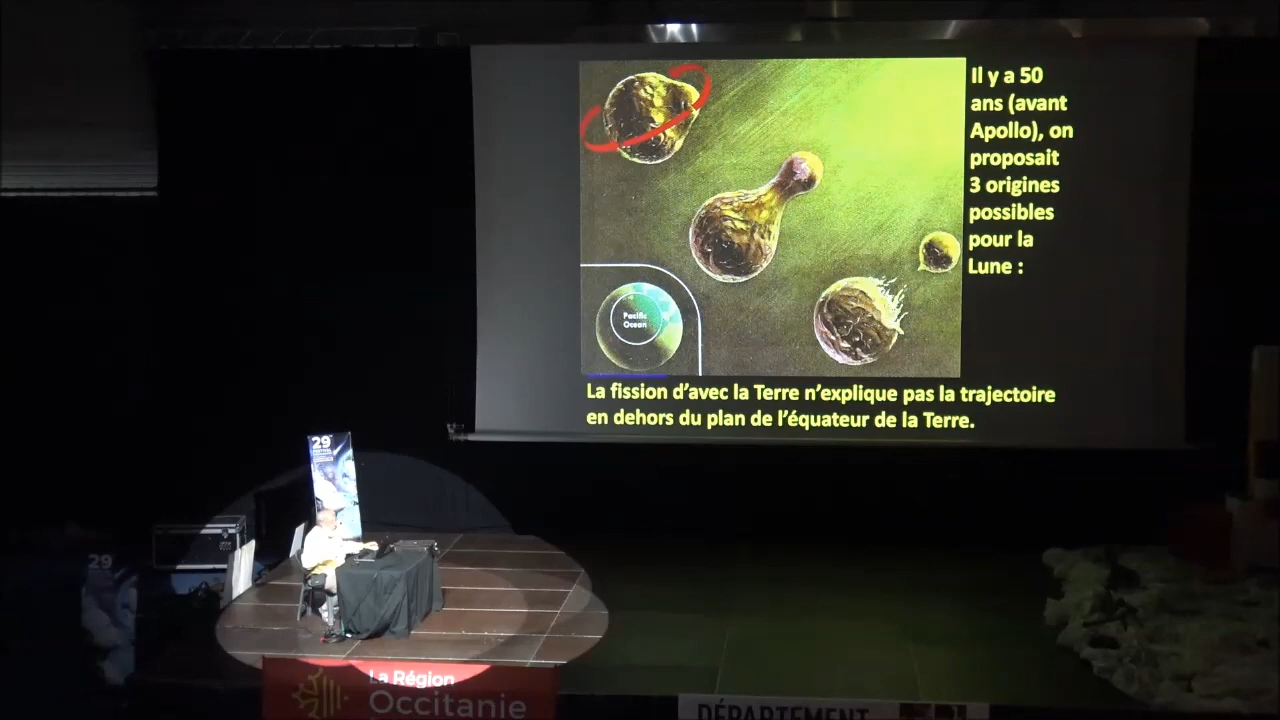 Il y a 50
ans (avant
Apollo), on
proposait
3 origines
possibles
pour la
Lune :
Pacific
Ocean
La fission d’avec la Terre n’explique pas la trajectoire
en dehors du plan de l’équateur de la Terre.
29
29
La Région
Occitanie
DÉPARTEMENT